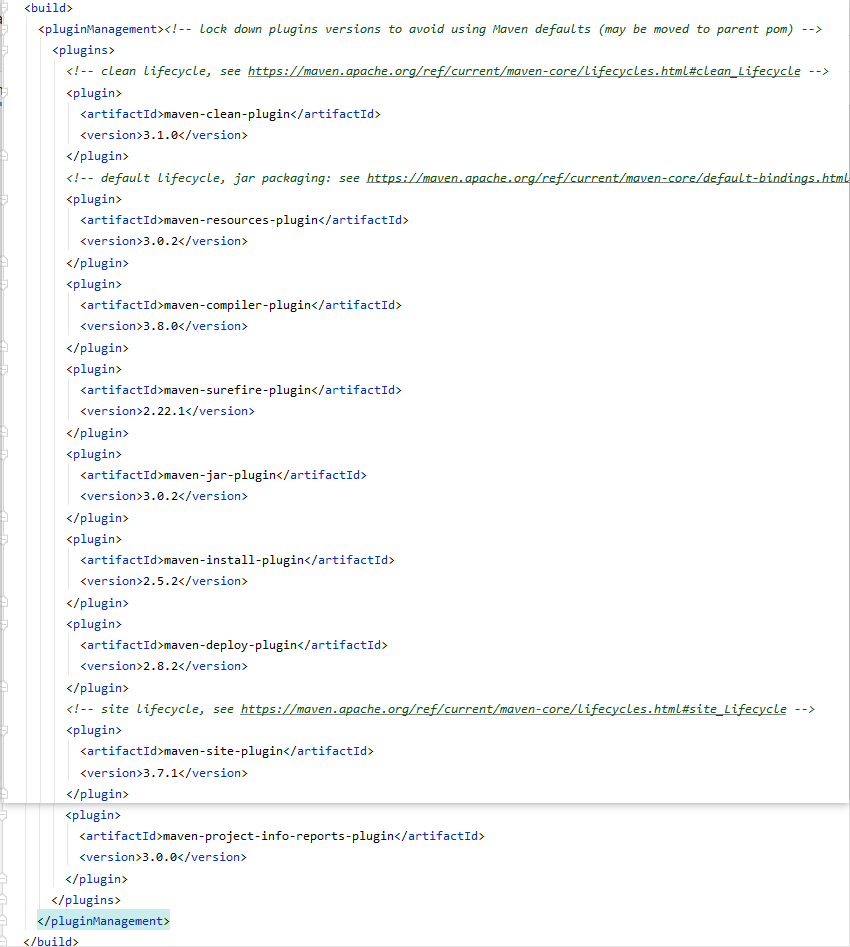 <build>
<pluginManagement><!-- lock down plugins versions to avoid using Maven defaults (may be moved to parent pom) -->
<plugins>
<!-- clean lifecycle, see https://maven.apache.org/ref/current/maven-core/lifecycles.html#clean_Lifecycle -->
<plugin>
<artifactId>maven-clean-plugin</artifactId>
<version>3.1.0</version>
</plugin>
<!-- default lifecycle, jar packaging: see https://maven.apache.org/ref/current/maven-core/default-bindings.html
<plugin>
<artifactId>maven-resources-plugin</artifactId>
<version>3.0.2</version>
</plugin>
<plugin>
<artifactId>maven-compiler-plugin</artifactId>
<version>3.8.0</version>
</plugin>
<plugin>
<artifactId>maven-surefire-plugin</artifactId>
<version>2.22.1</version>
</plugin>
<plugin>
<artifactId>maven-jar-plugin</artifactId>
<version>3.0.2</version>
</plugin>
<plugin>
<artifactId>maven-install-plugin</artifactId>
<version>2.5.2</version>
</plugin>
<plugin>
<artifactId>maven-deploy-plugin</artifactId>
<version>2.8.2</version>
</plugin>
<!-- site lifecycle, see https://maven.apache.org/ref/current/maven-core/lifecycles.html#site_Lifecycle -->
<plugin>
<artifactId>maven-site-plugin</artifactId>
<version>3.7.1</version>
</plugin>
<plugin>
<artifactId>maven-project-info-reports-plugin</artifactId>
<version>3.0.0</version>
</plugin>
</plugins>
</pluginManagement>
</build>